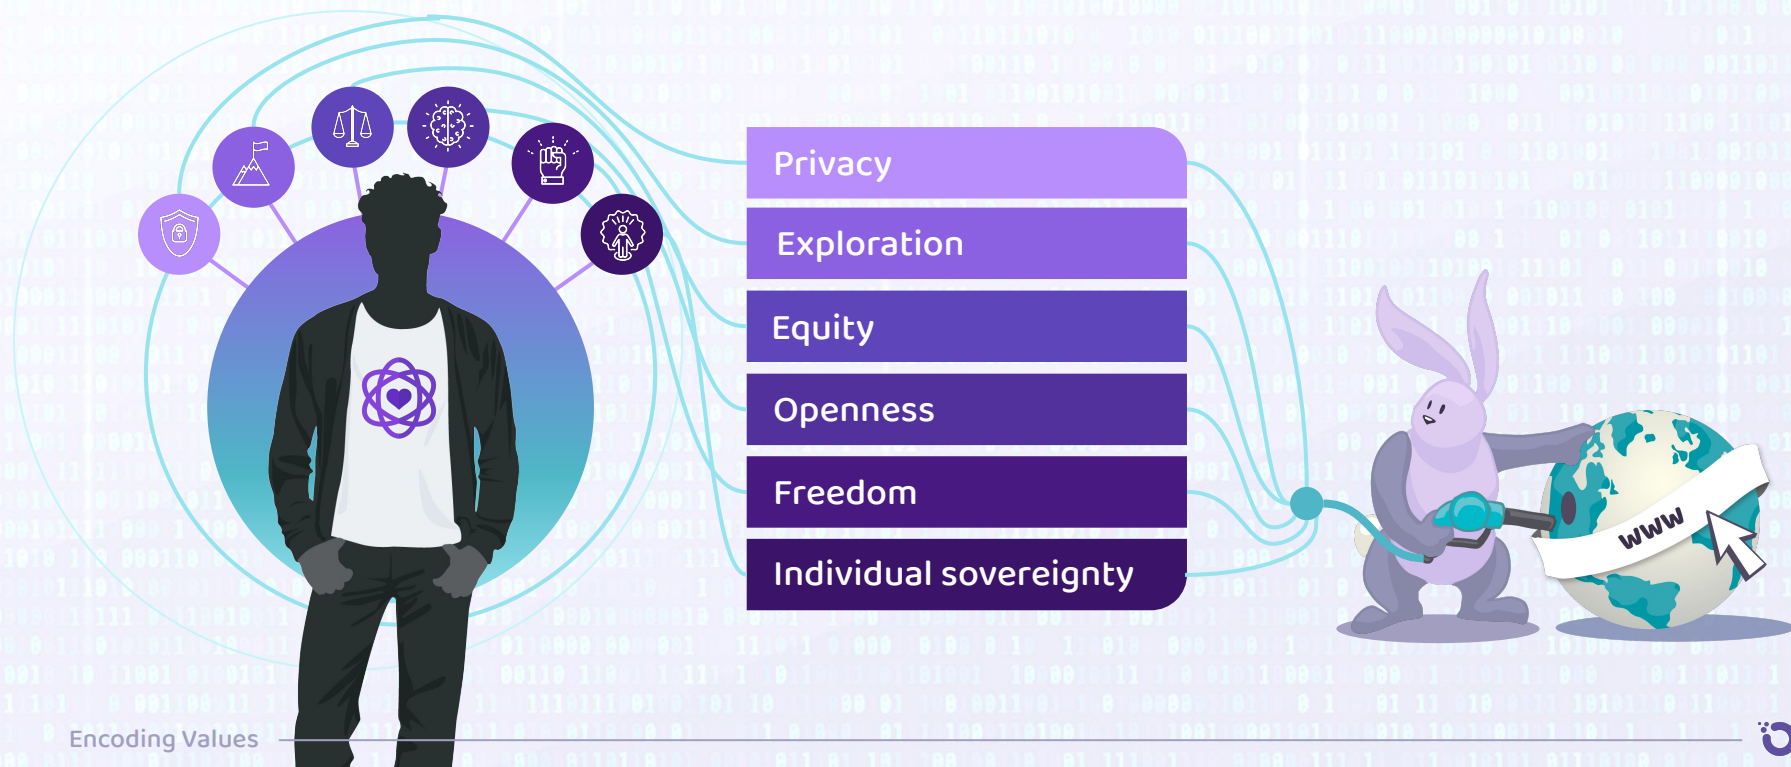 Privacy
Exploration
Equity
Openness
Freedom
Individual sovereignty
www
Encoding Values